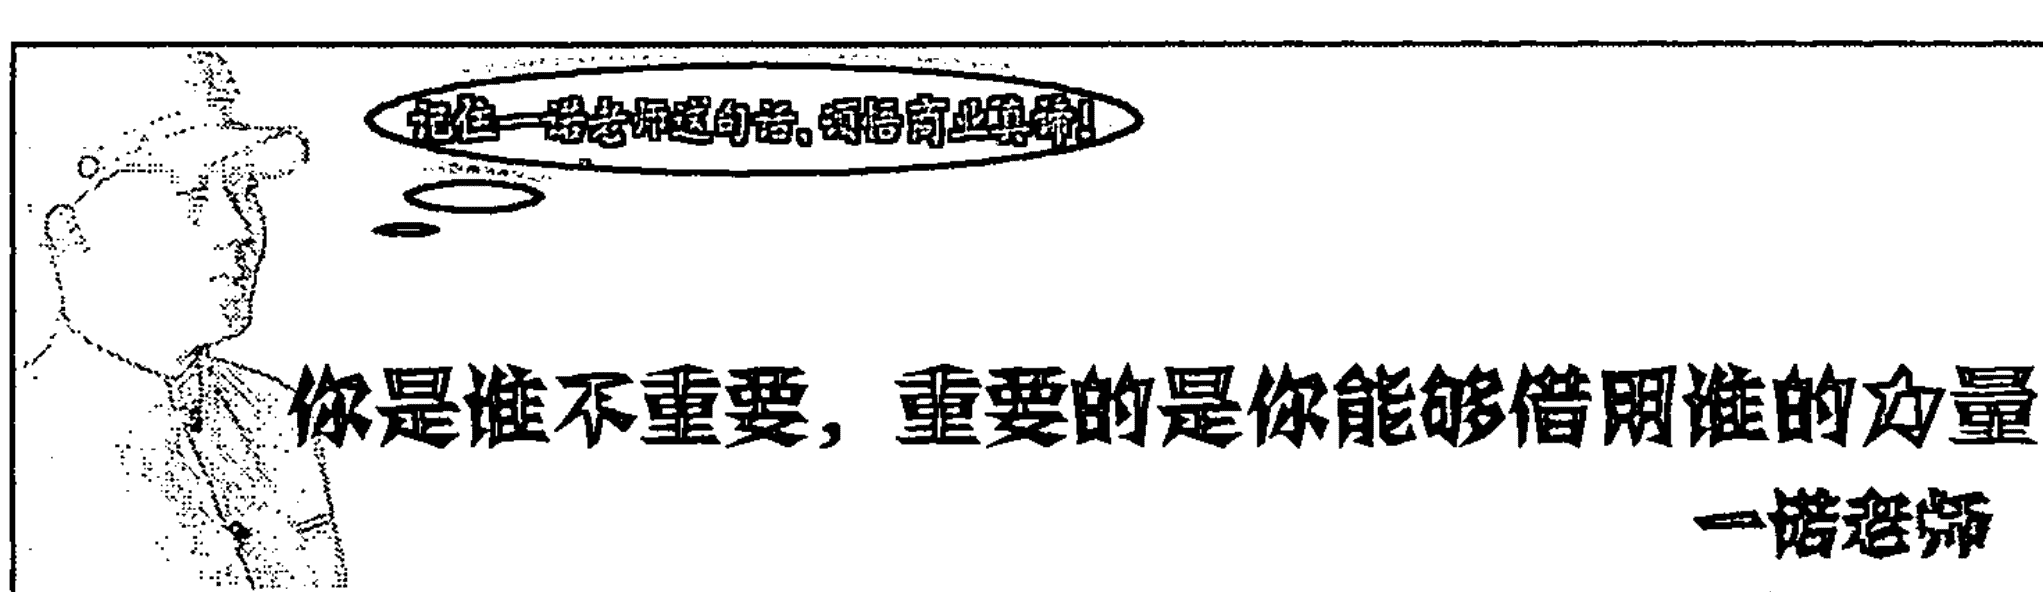 记住一诺老师这句话,领悟商业真谛!
你是谁不重要，重要的是你能够借用谁的力量
一诺老师